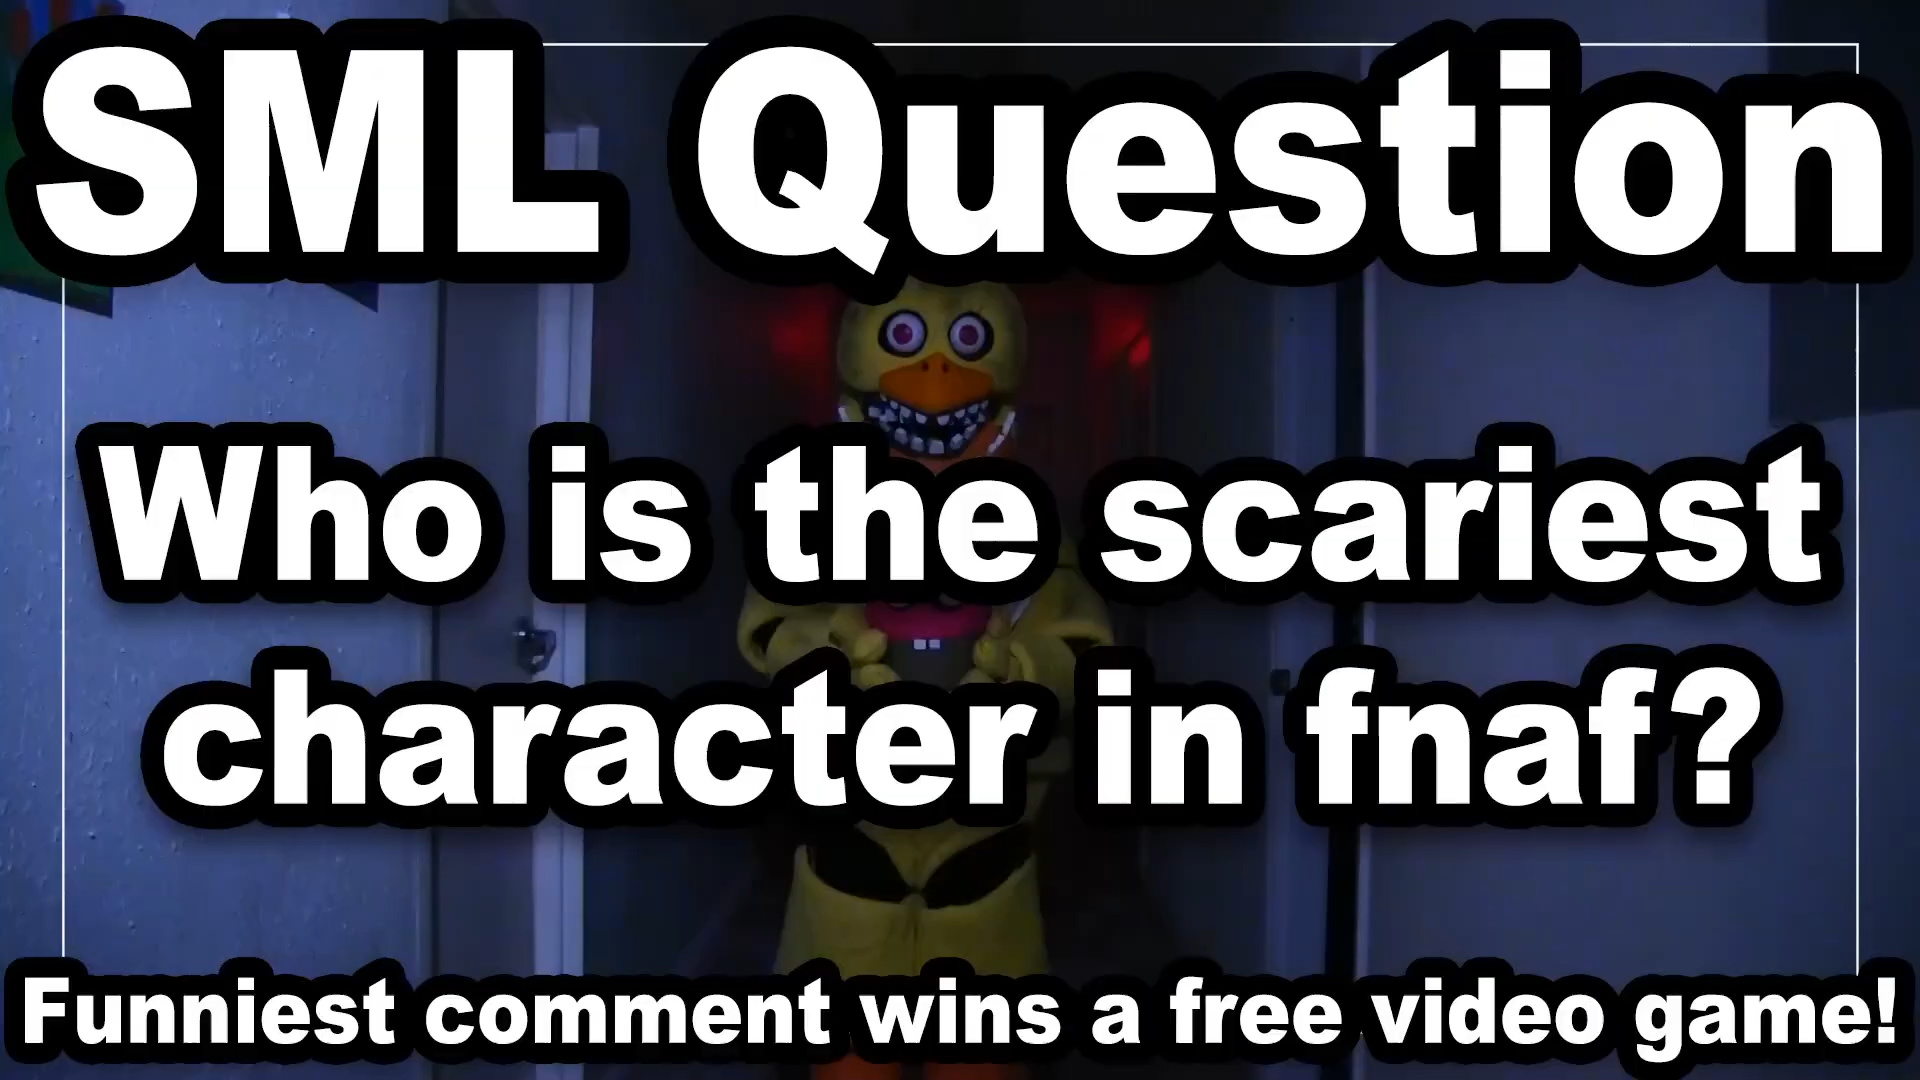 SML Question
Who is the scariest
character in fnaf?
Funniest comment wins a free video game!